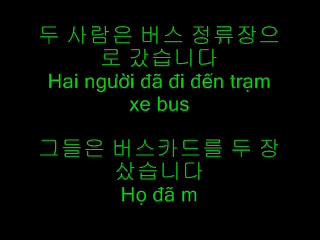 두 사람은 버스 정류장으
로 갔습니다
Hai người đã đi đến trạm
xe bus
그들은 버스카드를 두 장
샀습니다
Họ đã m